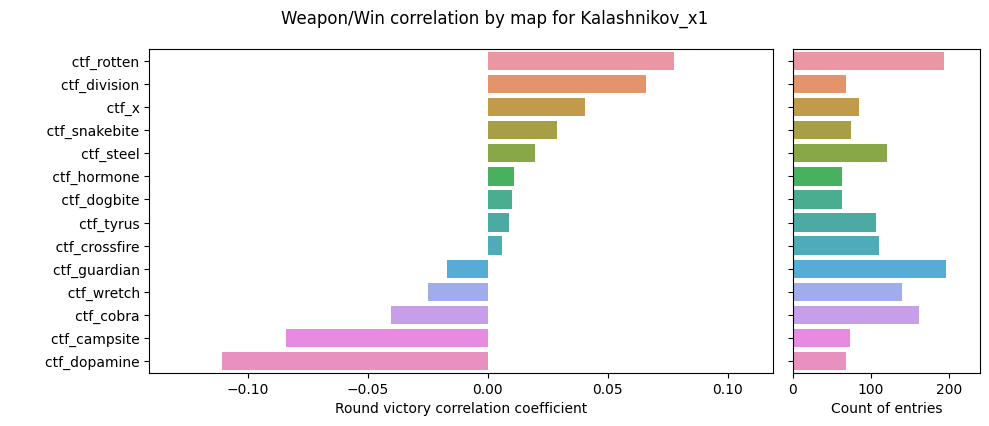 Weapon/Win correlation by map for Kalashnikov_x1
ctf_rotten
ctf_division
ctf_x
ctf_snakebite
ctf_steel
ctf_hormone
ctf_dogbite
ctf_tyrus
ctf_crossfire
ctf_guardian
ctf_wretch
ctf_cobra
ctf_campsite
ctf_dopamine
−0.10 −0.05 0.00 0.05 0.10
Round victory correlation coefficient
0 100 200
Count of entries